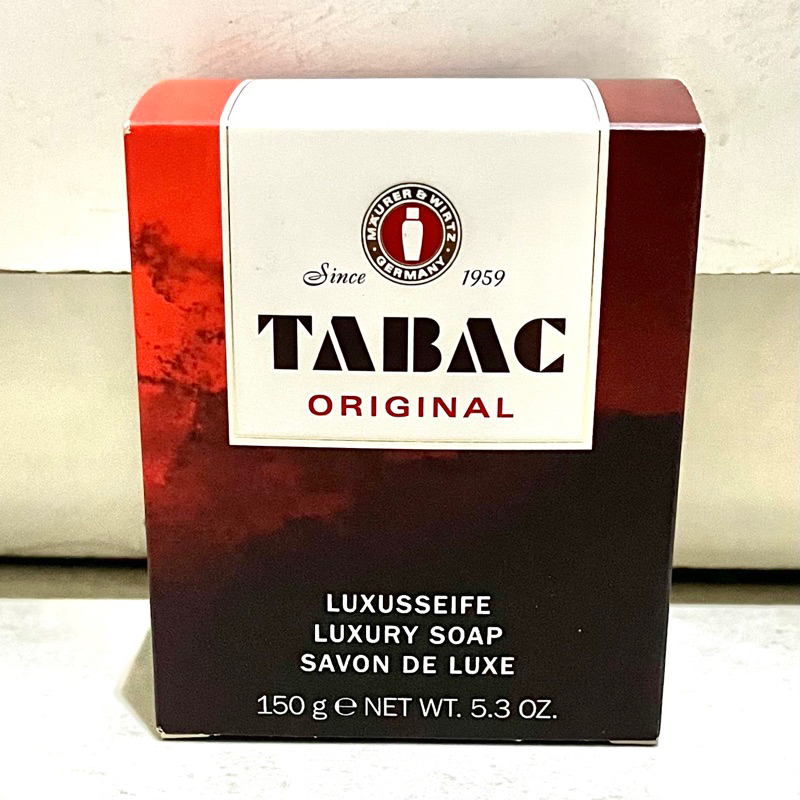 MÄURER & WIRTZ
· GERMANY ·
Since 1959
TABAC
ORIGINAL
LUXUSSEIFE
LUXURY SOAP
SAVON DE LUXE
150 g ℮ NET WT. 5.3 OZ.